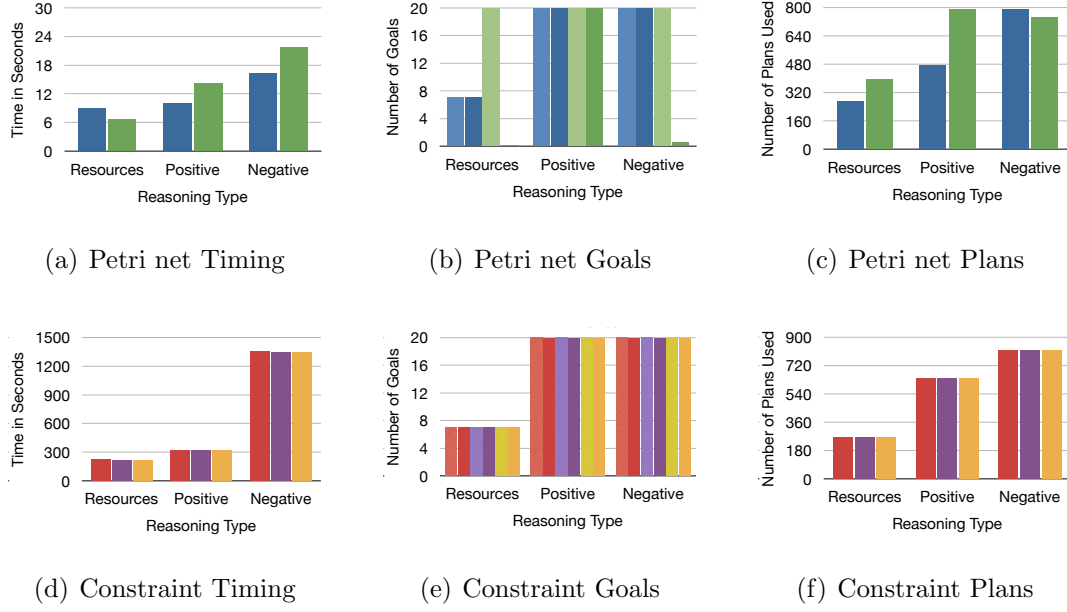 Time in Seconds
30
24
18
12
6
0
Resources Positive Negative
Reasoning Type
(a) Petri net Timing
Number of Goals
20
16
12
8
4
0
Resources Positive Negative
Reasoning Type
(b) Petri net Goals
Number of Plans Used
800
640
480
320
160
0
Resources Positive Negative
Reasoning Type
(c) Petri net Plans
Time in Seconds
1500
1200
900
600
300
0
Resources Positive Negative
Reasoning Type
(d) Constraint Timing
Number of Goals
20
16
12
8
4
0
Resources Positive Negative
Reasoning Type
(e) Constraint Goals
Number of Plans Used
900
720
540
360
180
0
Resources Positive Negative
Reasoning Type
(f) Constraint Plans